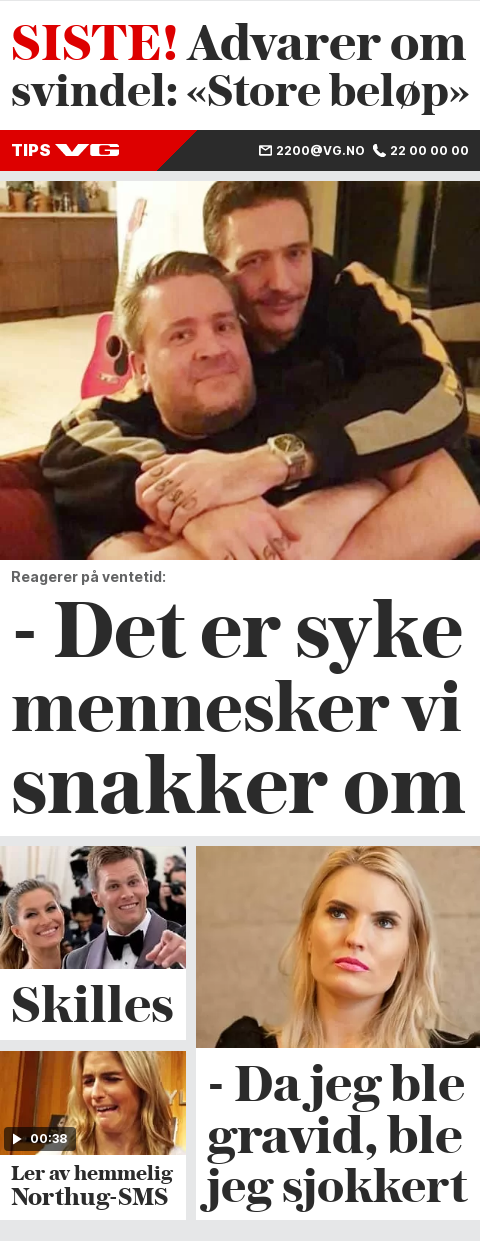 SISTE! Advarer om
svindel: «Store beløp»
TIPS VG 2200@VG.NO 22 00 00 00
Reagerer på ventetid:
- Det er syke
mennesker vi
snakker om
Skilles
00:38
Ler av hemmelig
Northug-SMS
- Da jeg ble
gravid, ble
jeg sjokkert